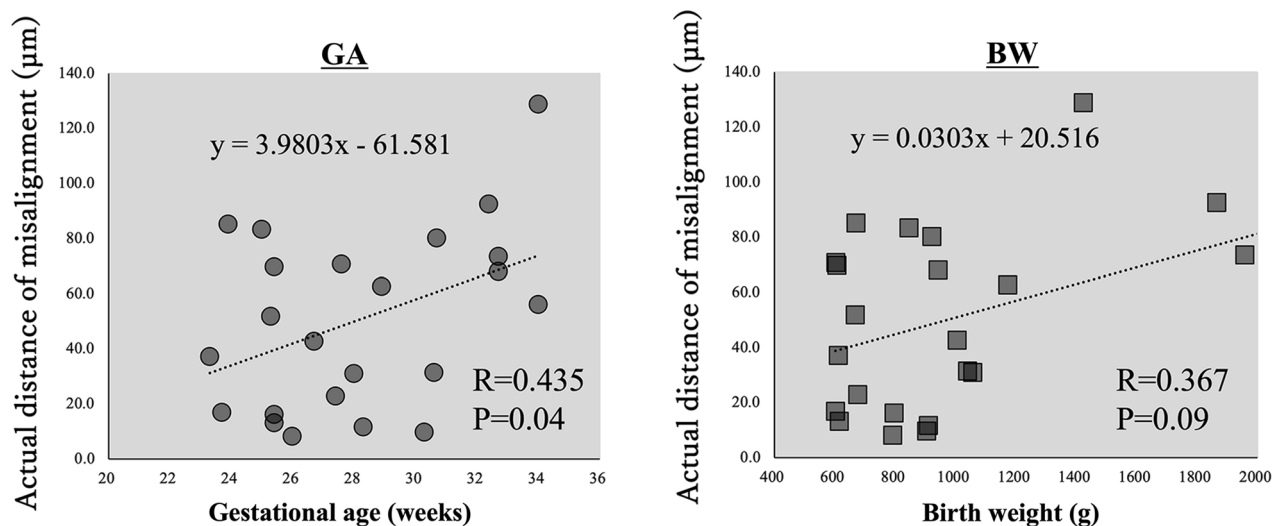 GA
Actual distance of misalignment (μm)
140.0
120.0
100.0
80.0
60.0
40.0
20.0
0.0
y = 3.9803x - 61.581
R=0.435
P=0.04
20 22 24 26 28 30 32 34 36
Gestational age (weeks)
BW
Actual distance of misalignment (μm)
140.0
120.0
100.0
80.0
60.0
40.0
20.0
0.0
y = 0.0303x + 20.516
R=0.367
P=0.09
400 600 800 1000 1200 1400 1600 1800 2000
Birth weight (g)